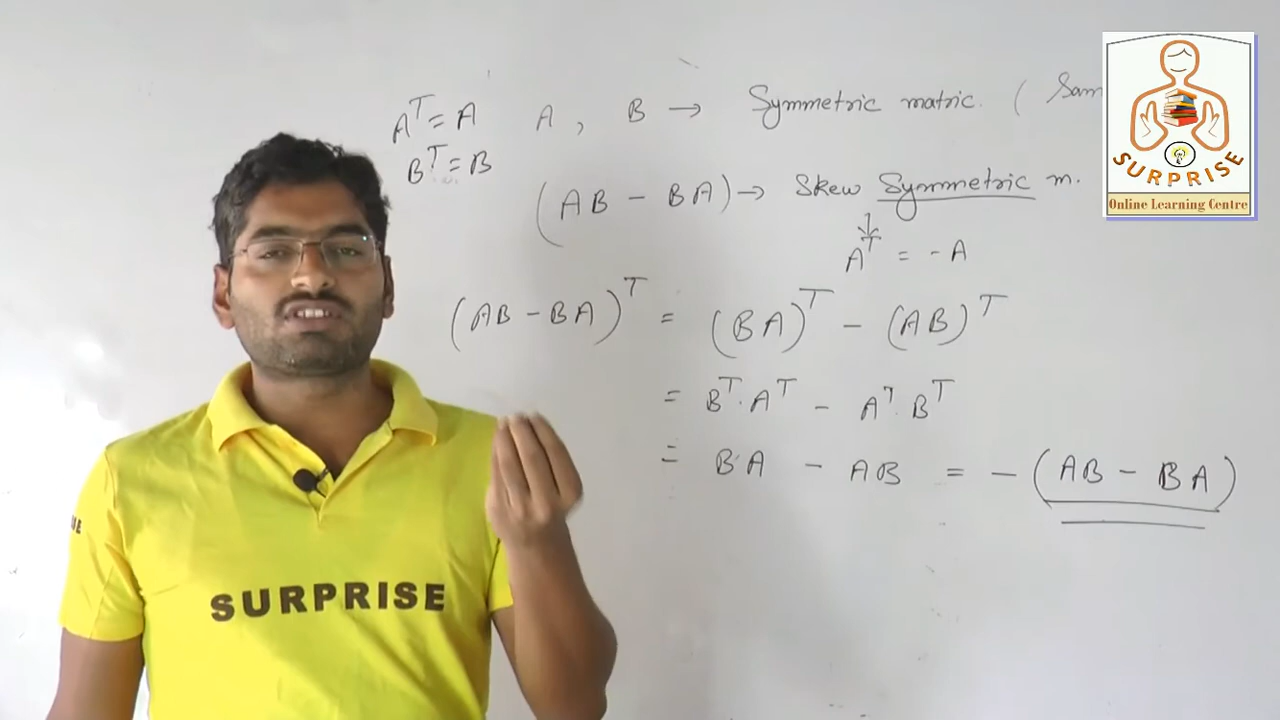 Aᵀ = A A , B → Symmetric matric. ( Sam
Bᵀ = B
(AB - BA) → Skew Symmetric m.
↓
Aᵀ = -A
(AB - BA)ᵀ = (BA)ᵀ - (AB)ᵀ
= Bᵀ. Aᵀ - Aᵀ. Bᵀ
= BA - AB = -(AB - BA)
SURPRISE
Online Learning Centre
SURPRISE